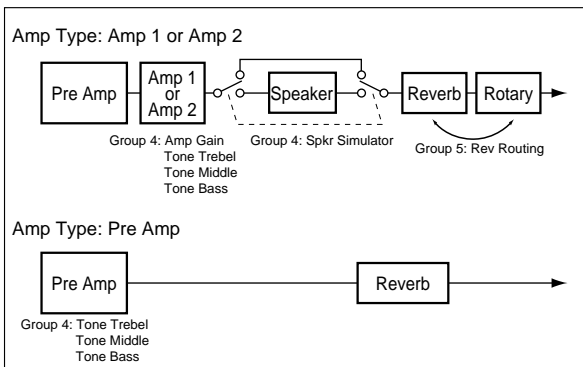 Amp Type: Amp 1 or Amp 2
Pre Amp
Amp 1
or
Amp 2
Speaker
Reverb
Rotary
Group 4: Amp Gain
Tone Trebel
Tone Middle
Tone Bass
Group 4: Spkr Simulator
Group 5: Rev Routing
Amp Type: Pre Amp
Pre Amp
Reverb
Group 4: Tone Trebel
Tone Middle
Tone Bass